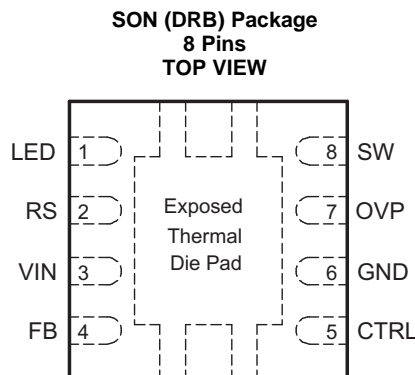 SON (DRB) Package
8 Pins
TOP VIEW
LED 1 8 SW
RS 2 Exposed 7 OVP
Thermal
VIN 3 Die Pad 6 GND
FB 4 5 CTRL